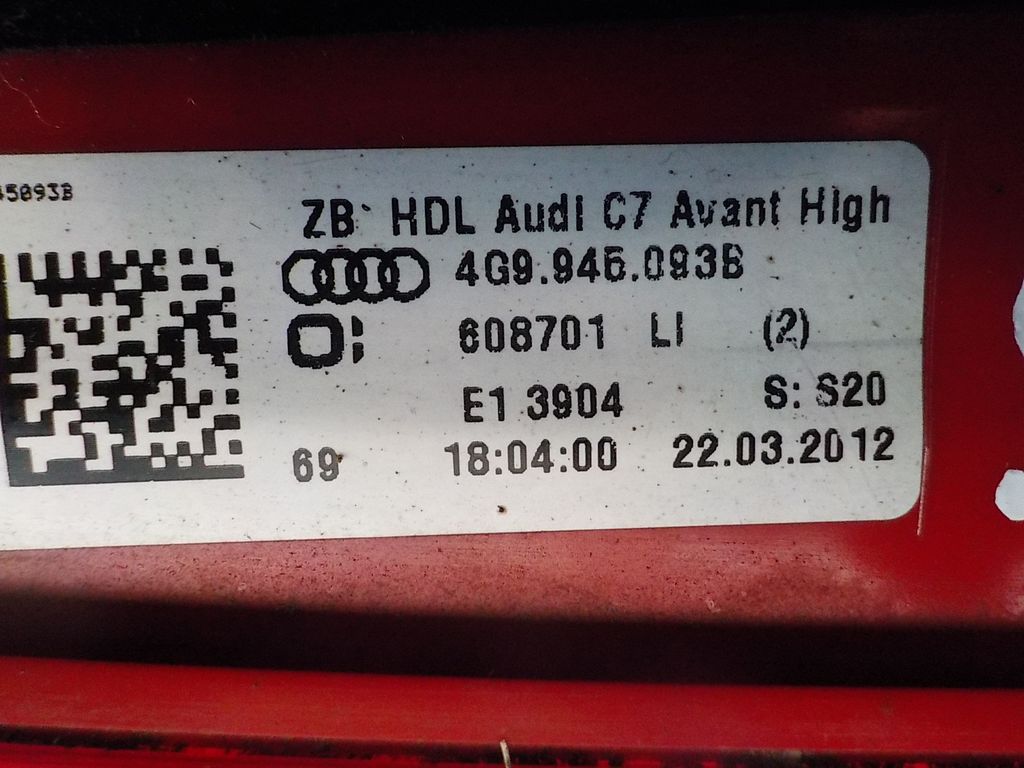 45093B
ZB: HDL Audi C7 Avant High
4G9.945.093B
608701 LI (2)
E1 3904 S: S20
69 18:04:00 22.03.2012